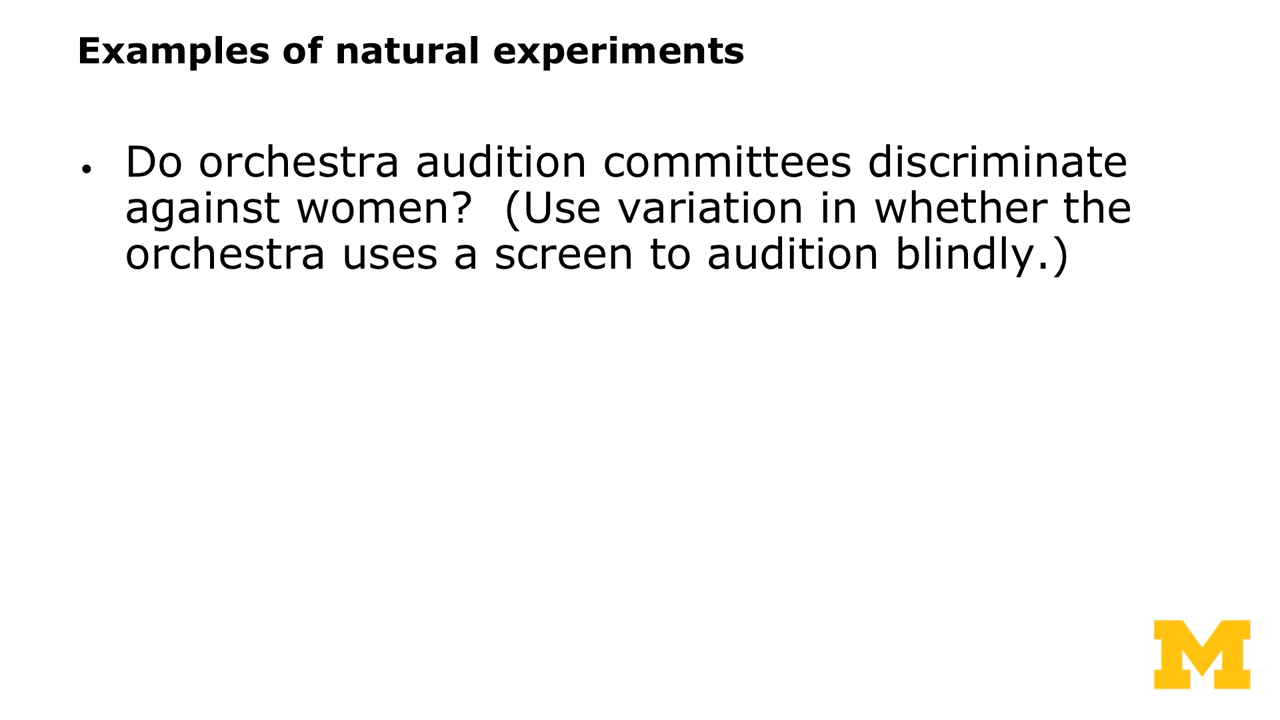 Examples of natural experiments
• Do orchestra audition committees discriminate
against women?  (Use variation in whether the
orchestra uses a screen to audition blindly.)
M